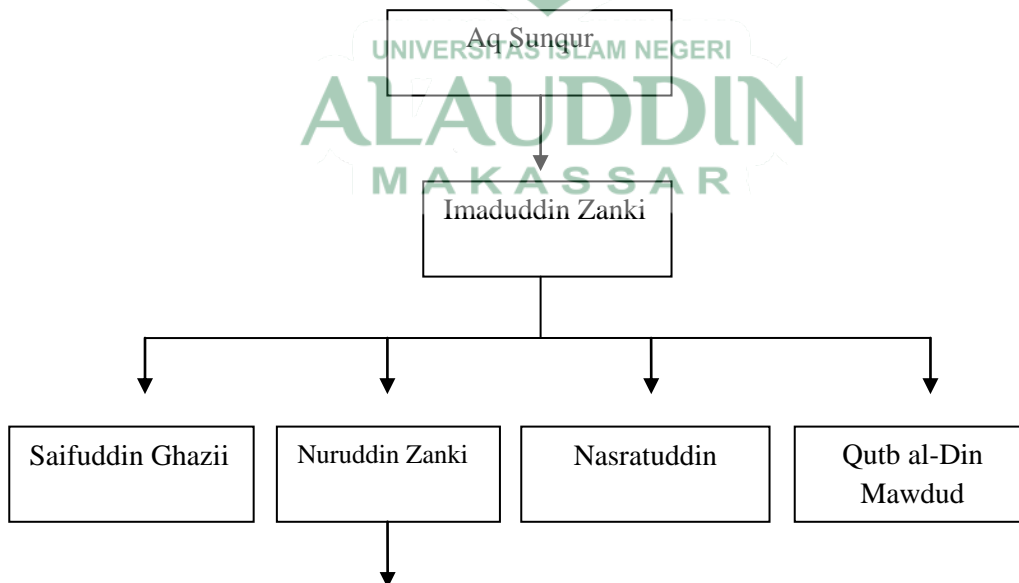 Aq Sunqur
UNIVERSITAS ISLAM NEGERI
ALAUDDIN
MAKASSAR
Imaduddin Zanki
Saifuddin Ghazii
Nuruddin Zanki
Nasratuddin
Qutb al-Din
Mawdud